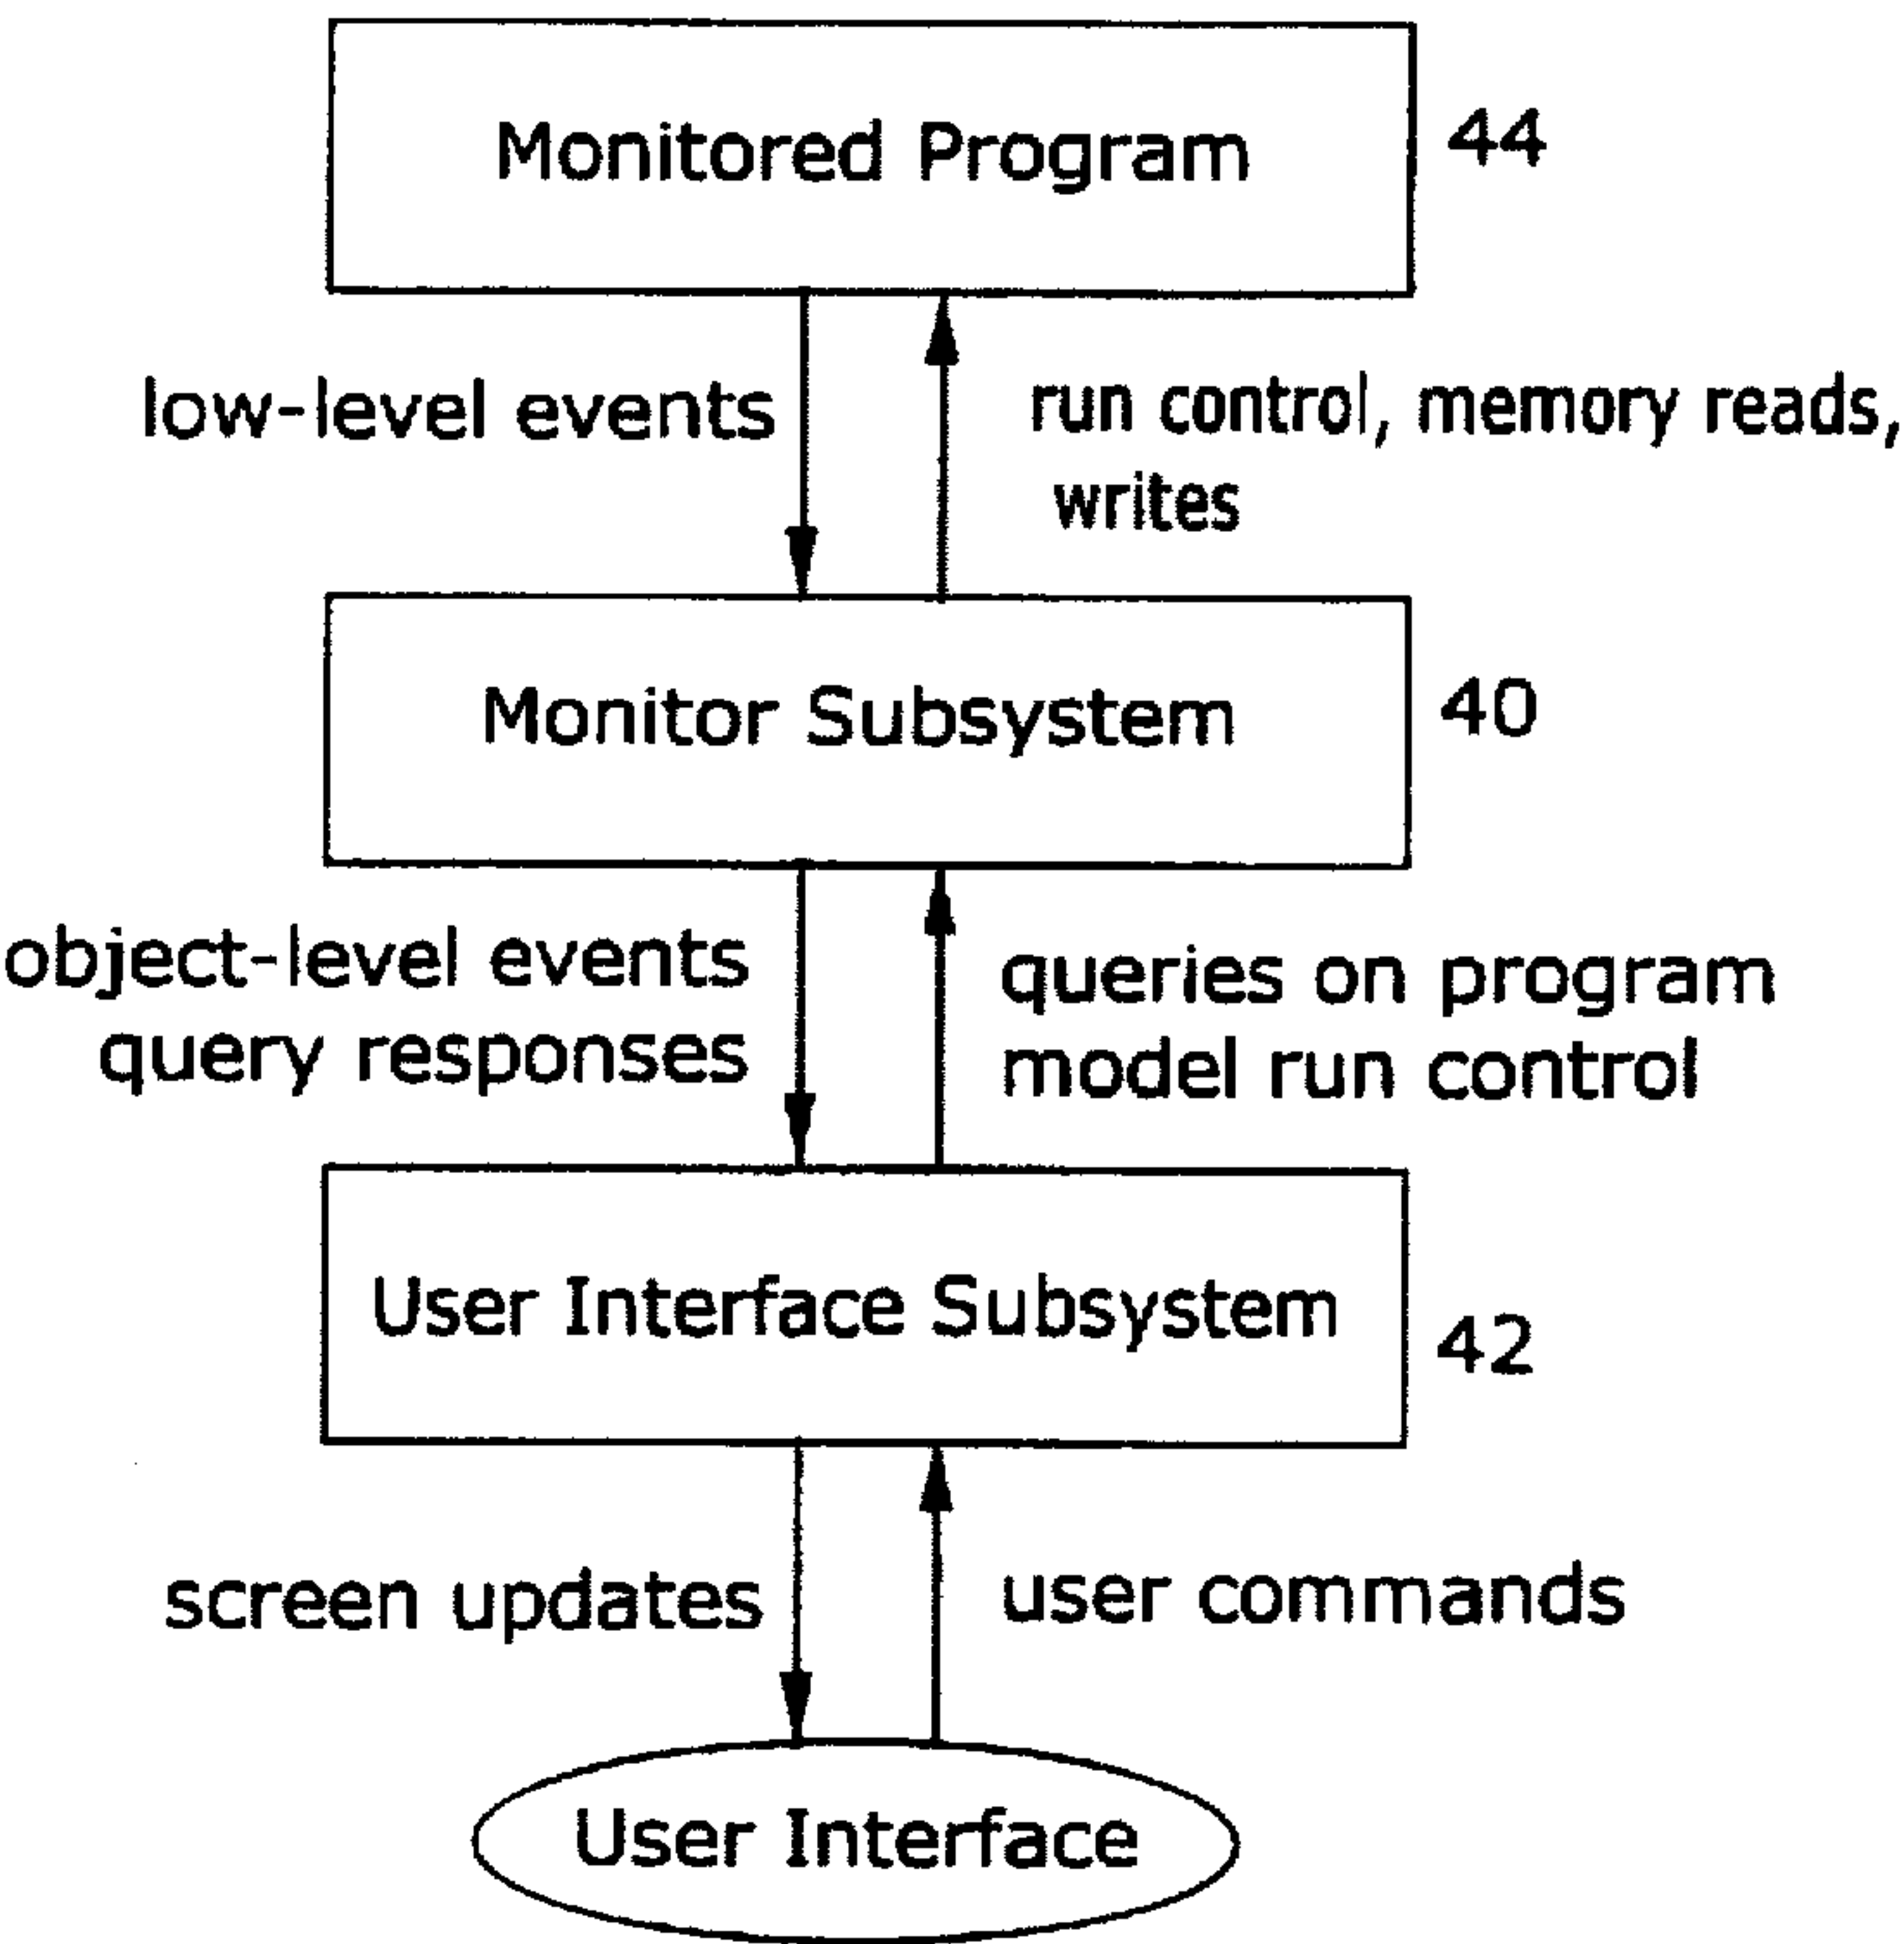 Monitored Program
44
low-level events
run control, memory reads,
writes
Monitor Subsystem
40
object-level events
query responses
queries on program
model run control
User Interface Subsystem
42
screen updates
user commands
User Interface